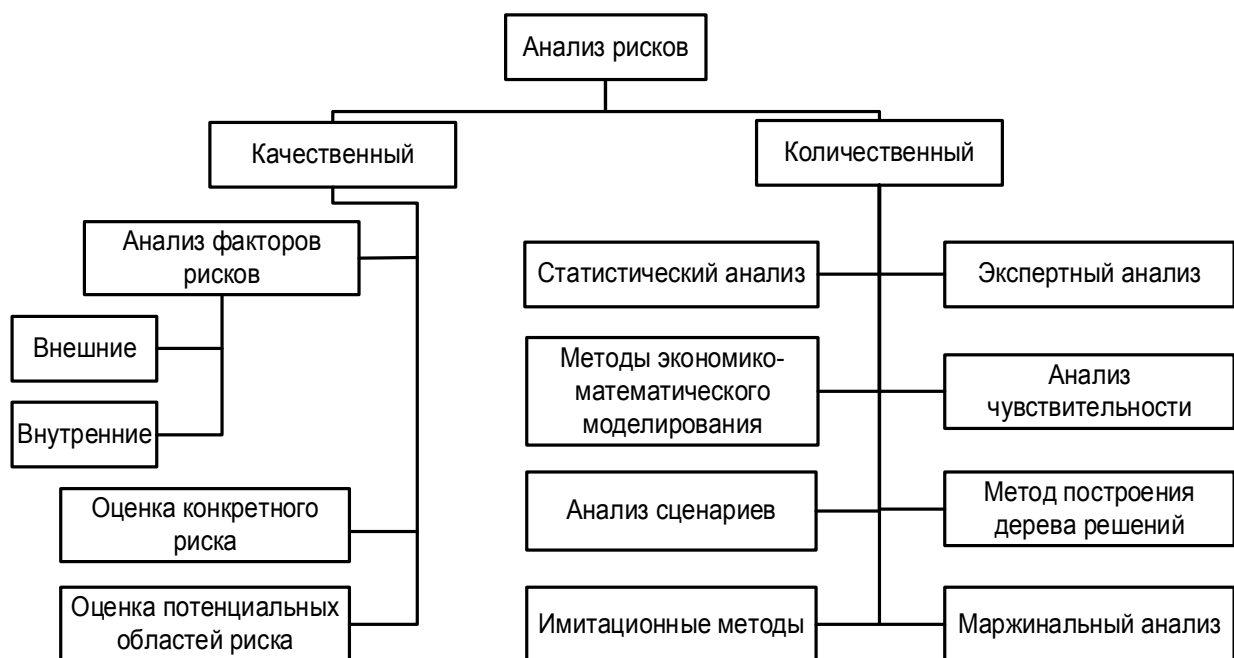 Анализ рисков
Качественный
Количественный
Анализ факторов
рисков
Внешние
Внутренние
Оценка конкретного
риска
Оценка потенциальных
областей риска
Статистический анализ
Экспертный анализ
Методы экономико-
математического
моделирования
Анализ
чувствительности
Анализ сценариев
Метод построения
дерева решений
Имитационные методы
Маржинальный анализ